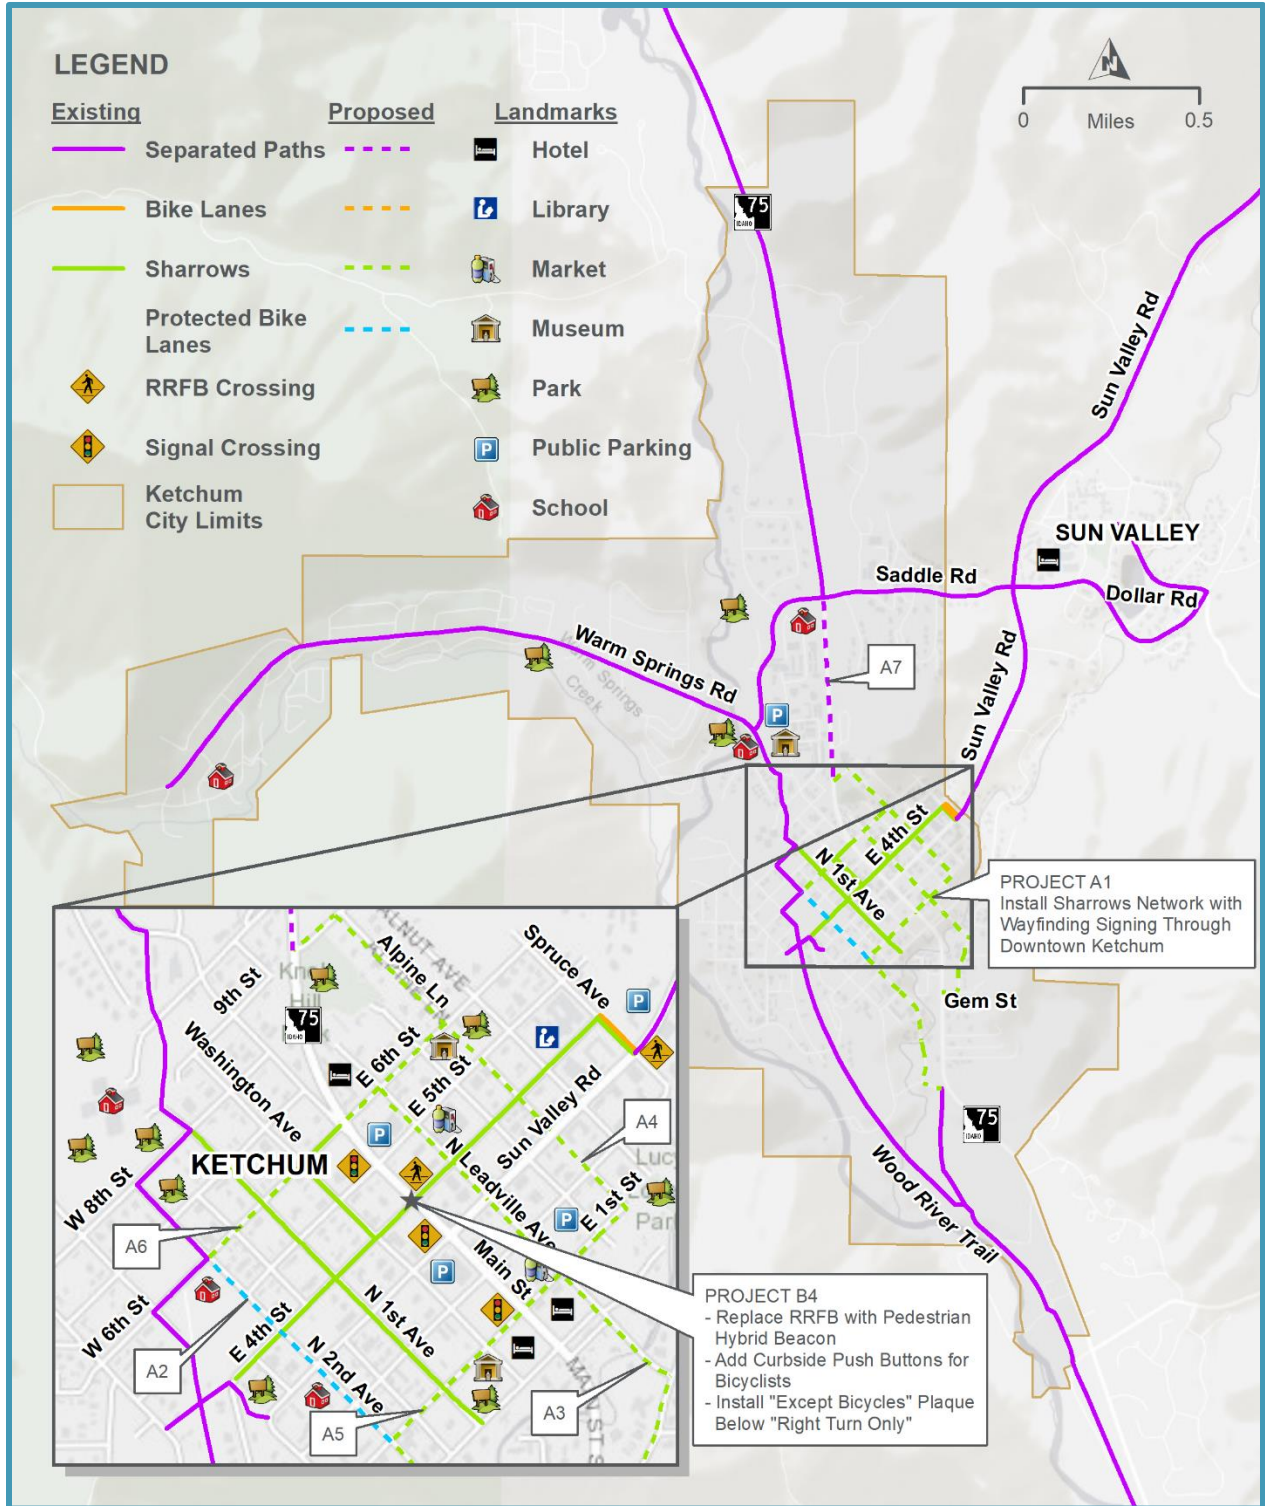 LEGEND
Existing
Proposed
Landmarks
Separated Paths
Hotel
Bike Lanes
Library
Sharrows
Market
Protected Bike
Lanes
Museum
RRFB Crossing
Park
Signal Crossing
Public Parking
Ketchum
City Limits
School
N
0 Miles 0.5
75
IDAHO
Sun Valley Rd
SUN VALLEY
Saddle Rd
Dollar Rd
Warm Springs Rd
Warm Springs
Creek
A7
Sun Valley Rd
P
E 4th St
N 1st Ave
PROJECT A1
Install Sharrows Network with
Wayfinding Signing Through
Downtown Ketchum
Gem St
75
IDAHO
Wood River Trail
Spruce Ave
Alpine Ln
9th St
75
IDAHO
P
Washington Ave
E 6th St
E 5th St
Sun Valley Rd
A4
P
KETCHUM
N Leadville Ave
E 1st St
W 8th St
P
A6
Main St
P
W 6th St
E 4th St
N 1st Ave
A2
N 2nd Ave
MAIN ST S
A3
A5
PROJECT B4
- Replace RRFB with Pedestrian
Hybrid Beacon
- Add Curbside Push Buttons for
Bicyclists
- Install "Except Bicycles" Plaque
Below "Right Turn Only"